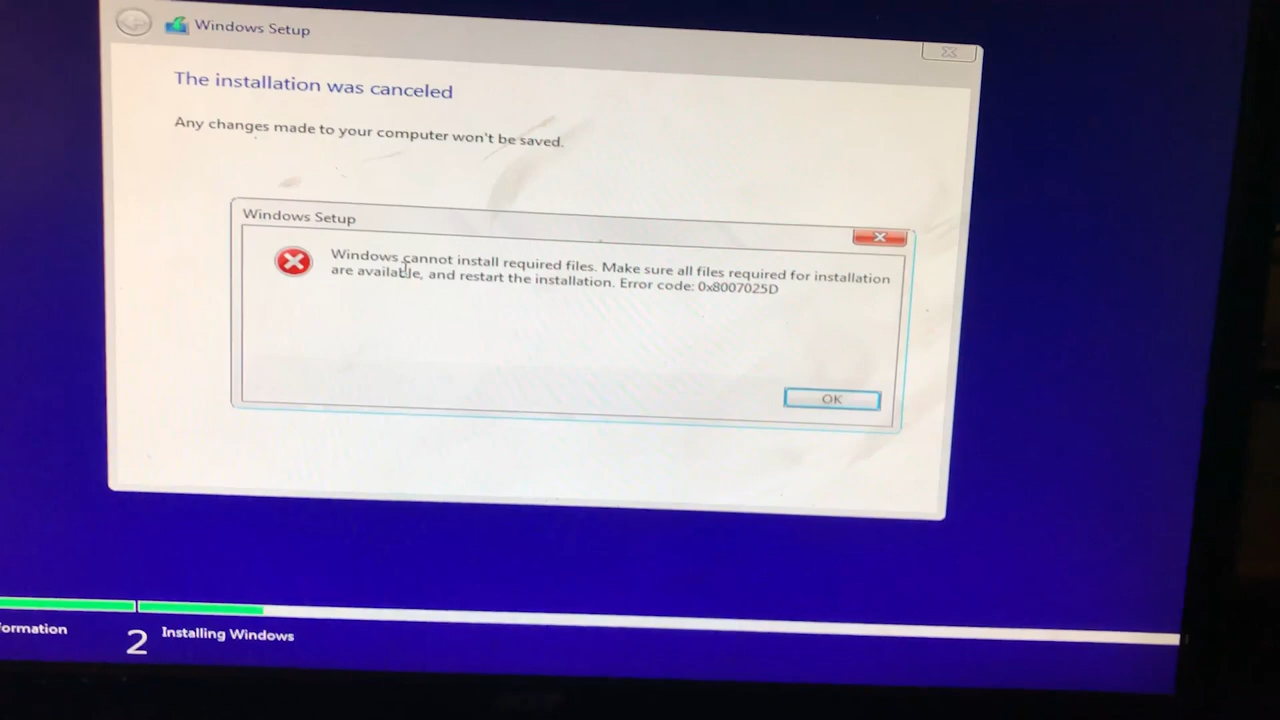 Windows Setup
The installation was canceled
Any changes made to your computer won't be saved.
Windows Setup
Windows cannot install required files. Make sure all files required for installation
are available, and restart the installation. Error code: 0x8007025D
OK
ormation
2 Installing Windows